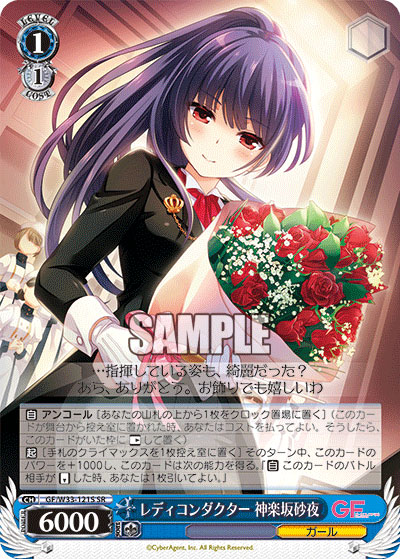 LEVEL
1
1
COST
©CyberAgent, Inc. All Rights Reserved.
SAMPLE
…指揮している姿も、綺麗だった?
あら、ありがとう。お飾りでも嬉しいわ
自 アンコール [あなたの山札の上から1枚をクロック置場に置く] (このカー
ドが舞台から控え室に置かれた時、あなたはコストを払ってよい。そうしたら、
このカードがいた枠に 置く)
起 [手札のクライマックスを1枚控え室に置く] そのターン中、このカードの
パワーを+1000し、このカードは次の能力を得る。『自 このカードのバトル
相手が した時、あなたは1枚引いてよい。』
CH GF/W33-121S SR
レディコンダクター 神楽坂砂夜
GF
POWER
6000
ガール
©CyberAgent, Inc. All Rights Reserved.